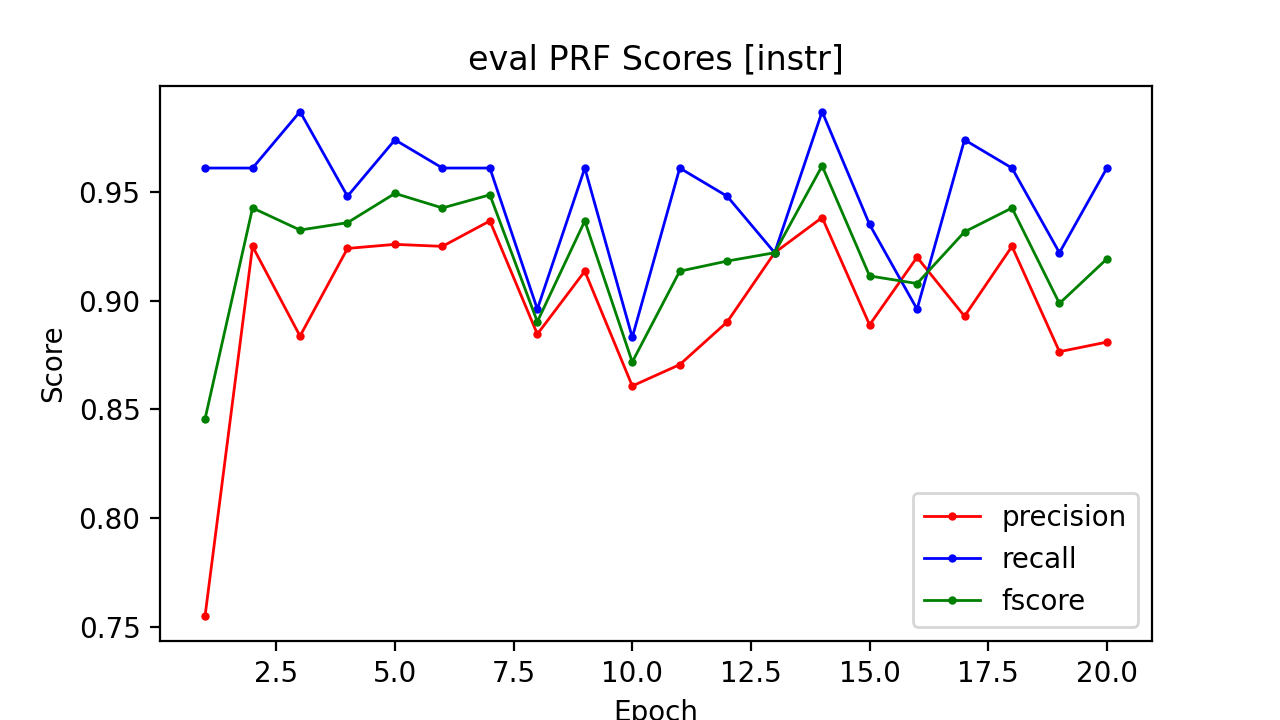 eval PRF Scores [instr]
Score
0.95
0.90
0.85
0.80
0.75
precision
recall
fscore
2.5 5.0 7.5 10.0 12.5 15.0 17.5 20.0
Epoch